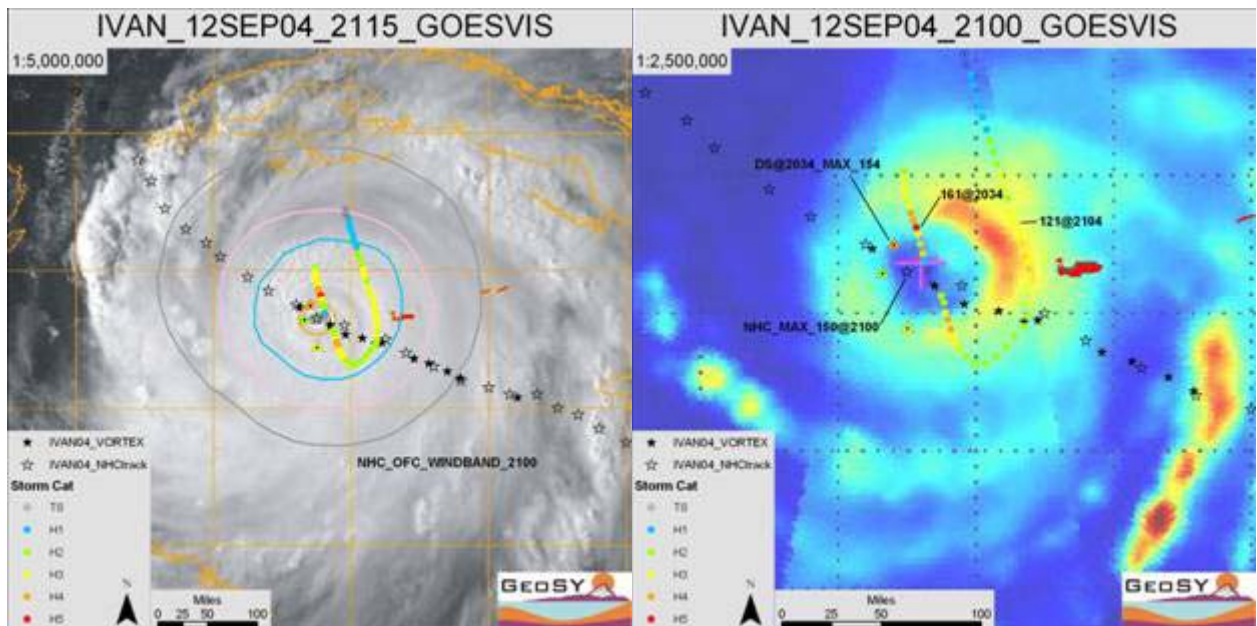 IVAN_12SEP04_2115_GOESVIS
1:5,000,000
NHC_OFC_WINDBAND_2100
IVAN04_VORTEX
IVAN04_NHCtrack
Storm Cat
TS
H1
H2
H3
H4
H5
N
Miles
0 25 50 100
GEOSY
IVAN_12SEP04_2100_GOESVIS
1:2,500,000
DS@2034_MAX_154
161@2034
121@2104
NHC_MAX_150@2100
IVAN04_VORTEX
IVAN04_NHCtrack
Storm Cat
TS
H1
H2
H3
H4
H5
N
Miles
0 25 50 100
GEOSY